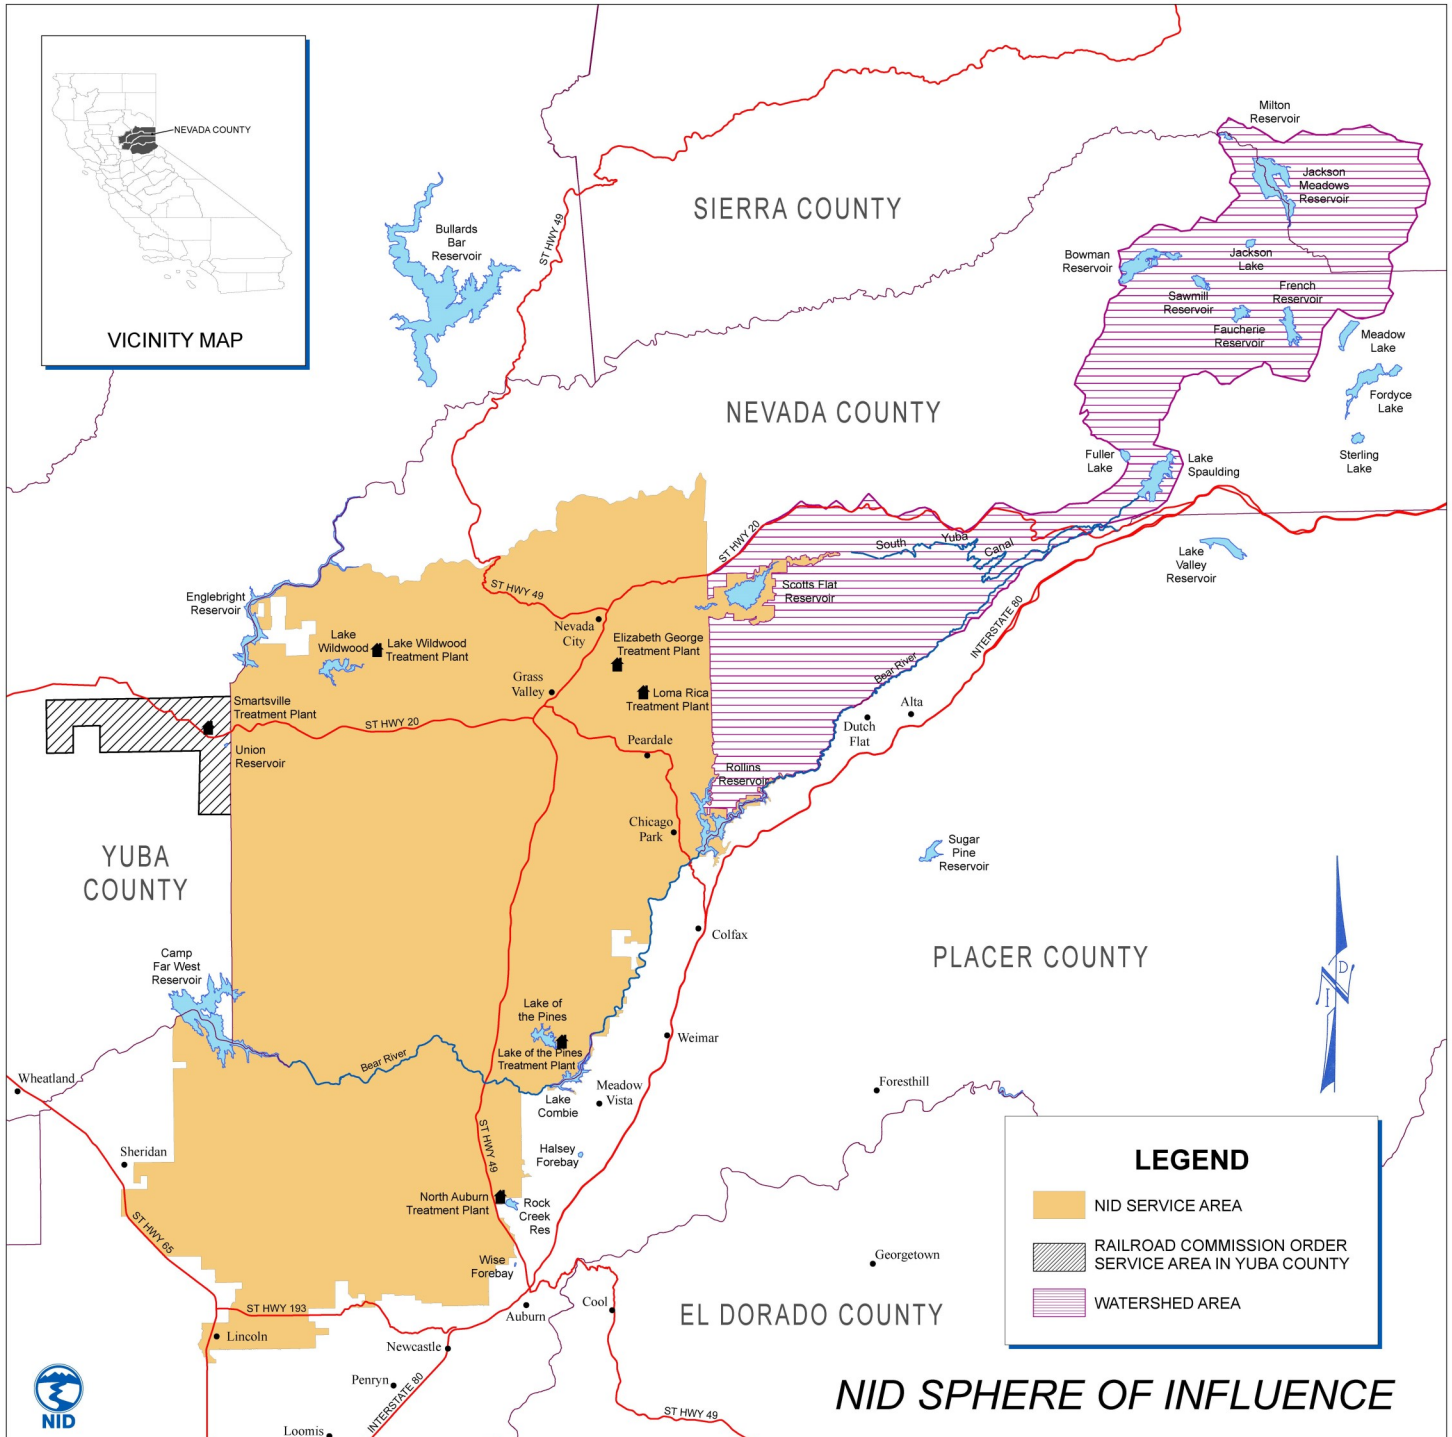 NEVADA COUNTY
VICINITY MAP
Milton
Reservoir
Jackson
Meadows
Reservoir
SIERRA COUNTY
ST HWY 49
Bullards
Bar
Reservoir
Bowman
Reservoir
Jackson
Lake
Sawmill
Reservoir
French
Reservoir
Faucherie
Reservoir
Meadow
Lake
Fordyce
Lake
Sterling
Lake
NEVADA COUNTY
Fuller
Lake
Lake
Spaulding
ST HWY 20
South Yuba Canal
Lake
Valley
Reservoir
Scotts Flat
Reservoir
INTERSTATE 80
Bear River
Englebright
Reservoir
ST HWY 49
Nevada
City
Lake
Wildwood
Lake Wildwood
Treatment Plant
Elizabeth George
Treatment Plant
Grass
Valley
Loma Rica
Treatment Plant
Smartsville
Treatment Plant
ST HWY 20
Union
Reservoir
Peardale
Alta
Dutch
Flat
Rollins
Reservoir
Chicago
Park
Sugar
Pine
Reservoir
YUBA
COUNTY
Colfax
PLACER COUNTY
Camp
Far West
Reservoir
N
I
D
Lake of
the Pines
Lake of the Pines
Treatment Plant
Weimar
Bear River
Wheatland
Meadow
Vista
Lake
Combie
Foresthill
Sheridan
ST HWY 49
Halsey
Forebay
North Auburn
Treatment Plant
Rock
Creek
Res
ST HWY 65
Wise
Forebay
Georgetown
ST HWY 193
Auburn
Cool
EL DORADO COUNTY
Lincoln
Newcastle
Penryn
INTERSTATE 80
Loomis
ST HWY 49
LEGEND
NID SERVICE AREA
RAILROAD COMMISSION ORDER
SERVICE AREA IN YUBA COUNTY
WATERSHED AREA
NID SPHERE OF INFLUENCE
NID